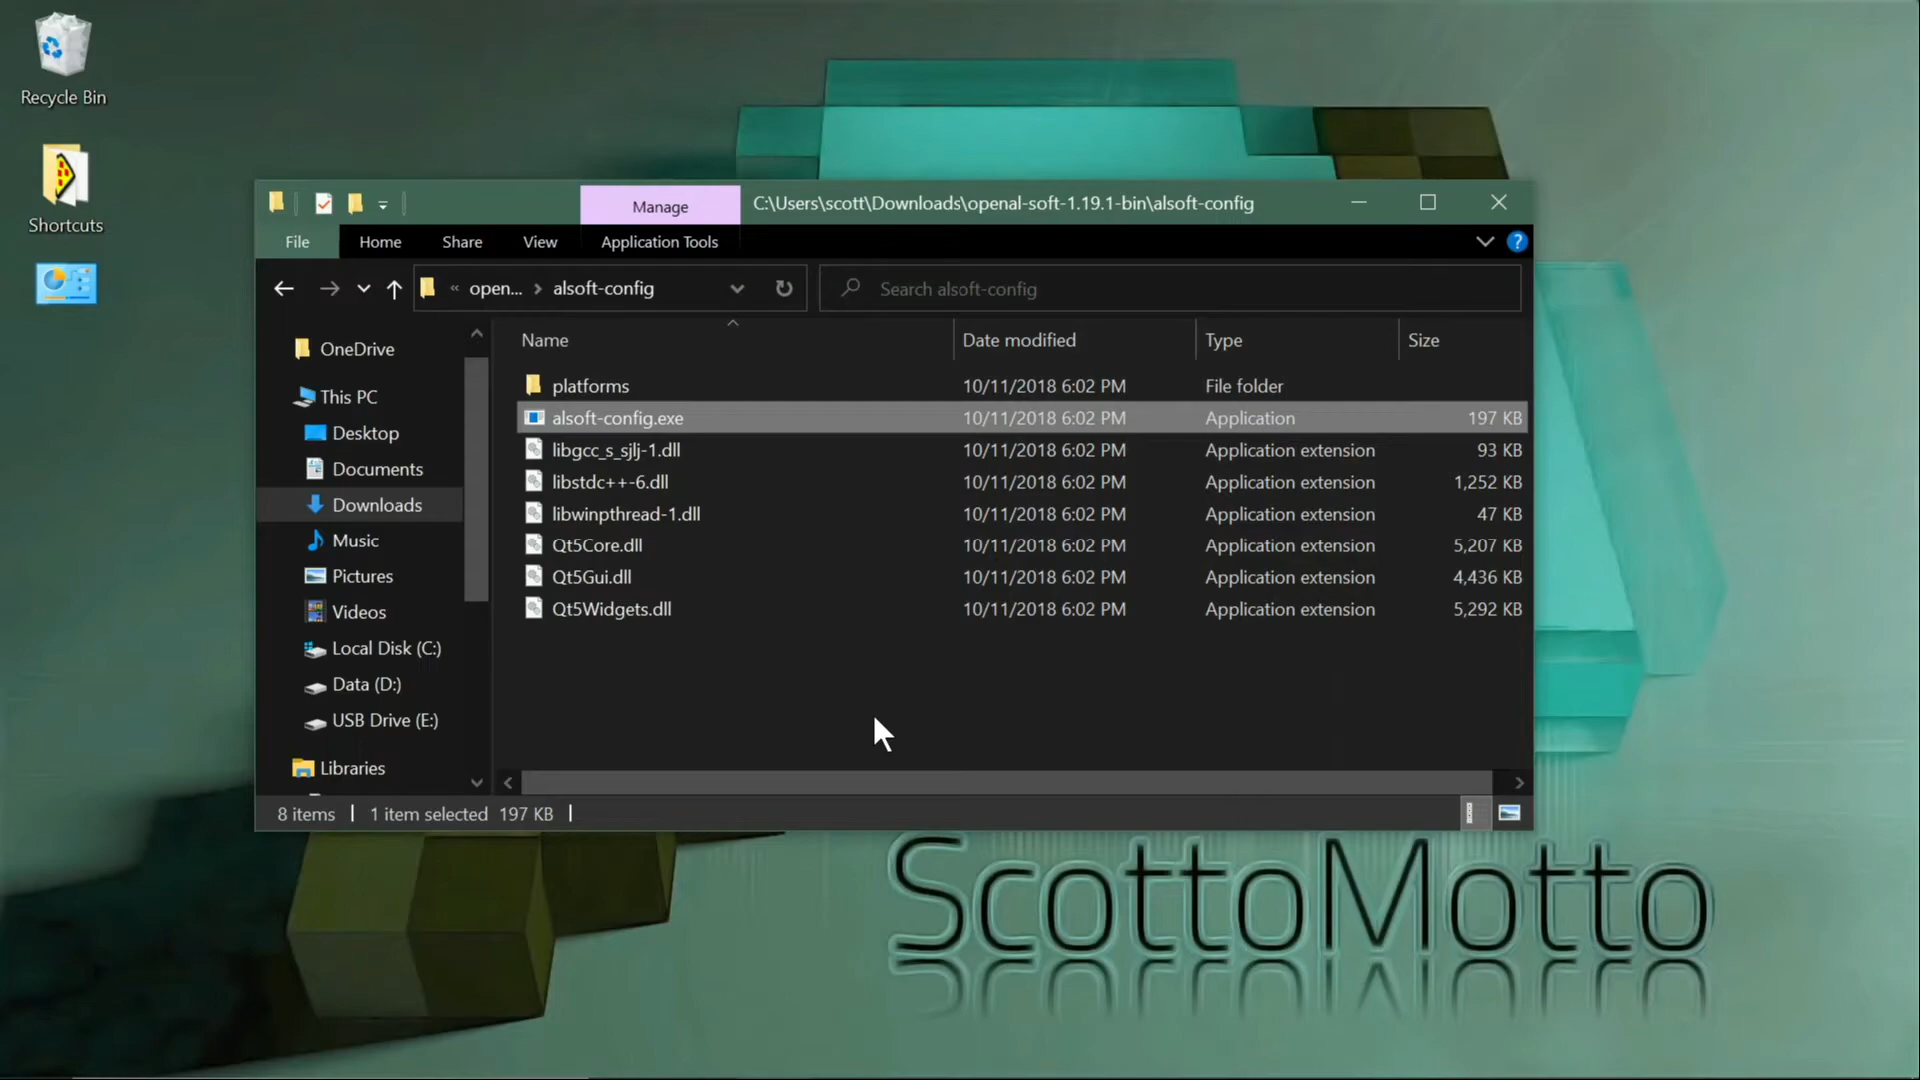 Recycle Bin
Shortcuts
Manage
C:\Users\scott\Downloads\openal-soft-1.19.1-bin\alsoft-config
File
Home
Share
View
Application Tools
?
« open... > alsoft-config
Search alsoft-config
OneDrive
This PC
Desktop
Documents
Downloads
Music
Pictures
Videos
Local Disk (C:)
Data (D:)
USB Drive (E:)
Libraries
Name Date modified Type Size
platforms 10/11/2018 6:02 PM File folder
alsoft-config.exe 10/11/2018 6:02 PM Application 197 KB
libgcc_s_sjlj-1.dll 10/11/2018 6:02 PM Application extension 93 KB
libstdc++-6.dll 10/11/2018 6:02 PM Application extension 1,252 KB
libwinpthread-1.dll 10/11/2018 6:02 PM Application extension 47 KB
Qt5Core.dll 10/11/2018 6:02 PM Application extension 5,207 KB
Qt5Gui.dll 10/11/2018 6:02 PM Application extension 4,436 KB
Qt5Widgets.dll 10/11/2018 6:02 PM Application extension 5,292 KB
8 items 1 item selected 197 KB
ScottoMotto